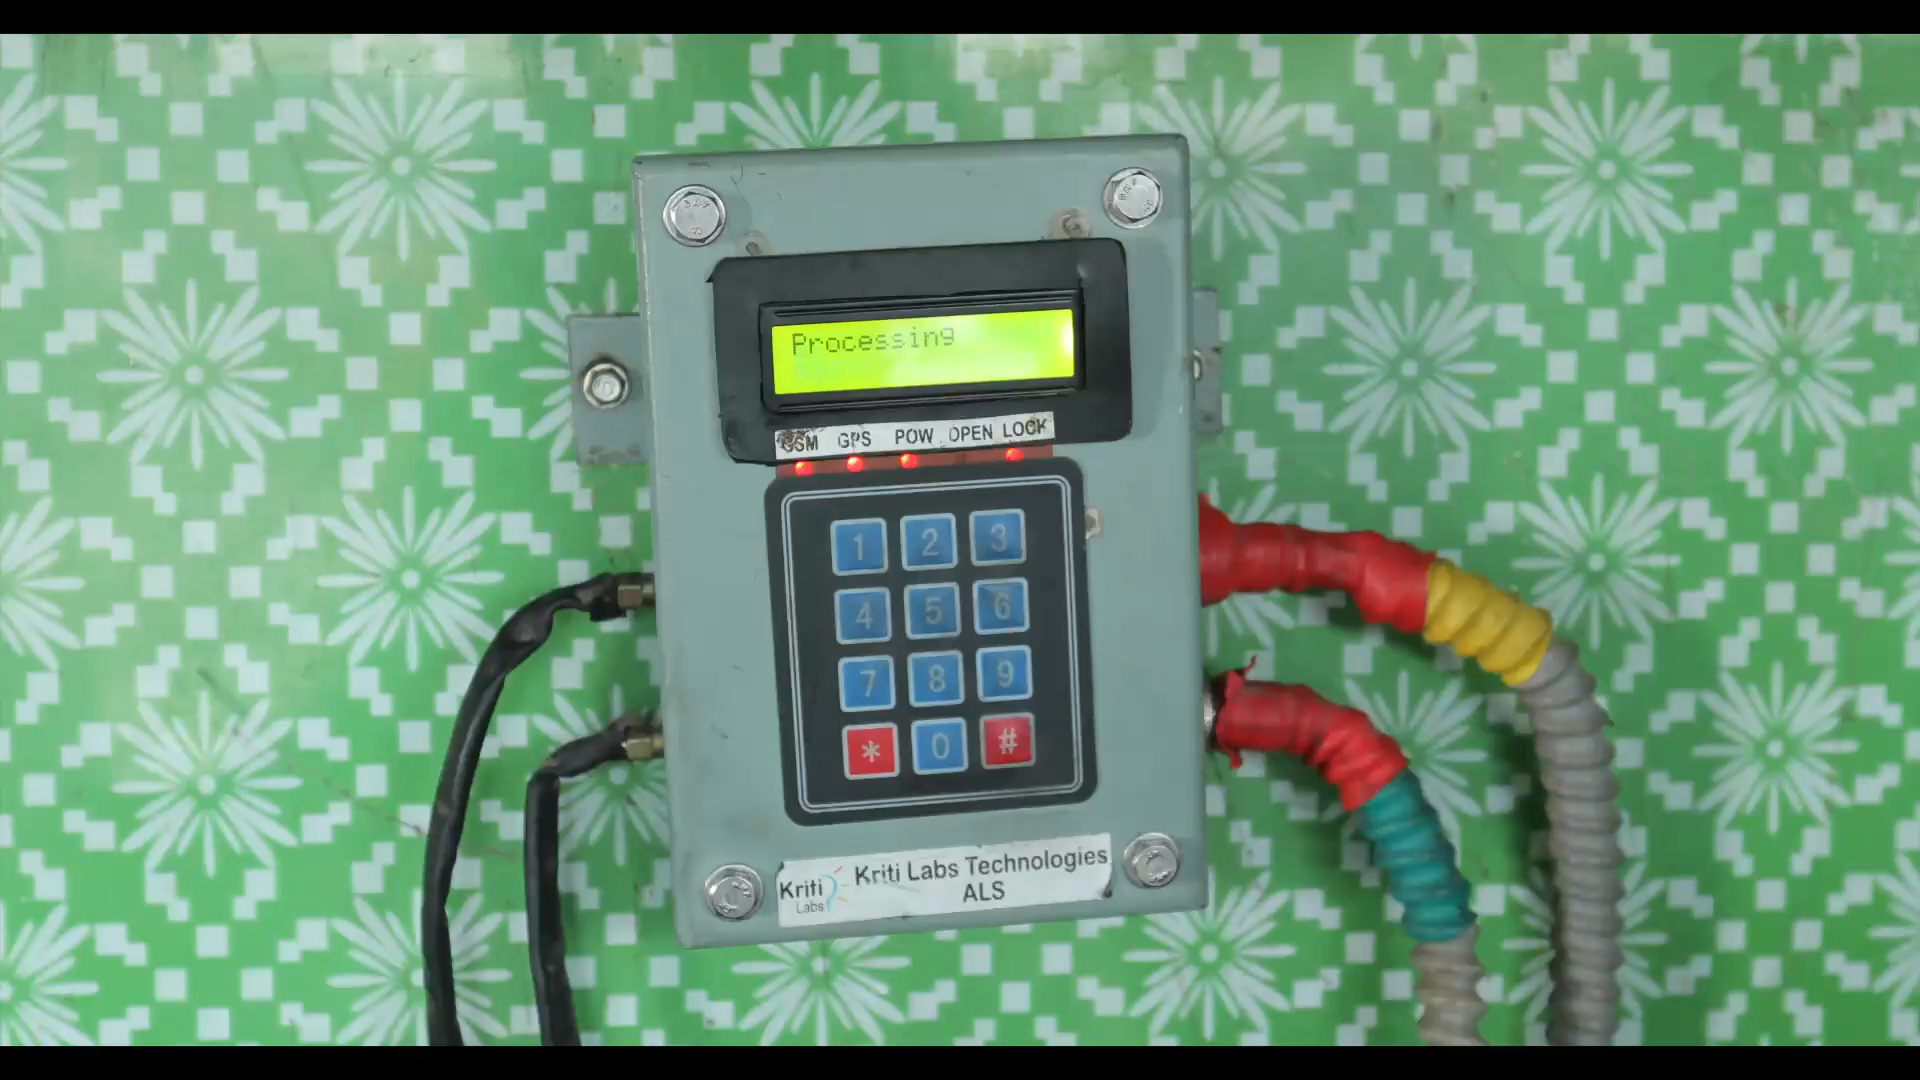 Processing
GSM GPS POW OPEN LOCK
1 2 3
4 5 6
7 8 9
* 0 #
Kriti Labs
Kriti Labs Technologies
ALS